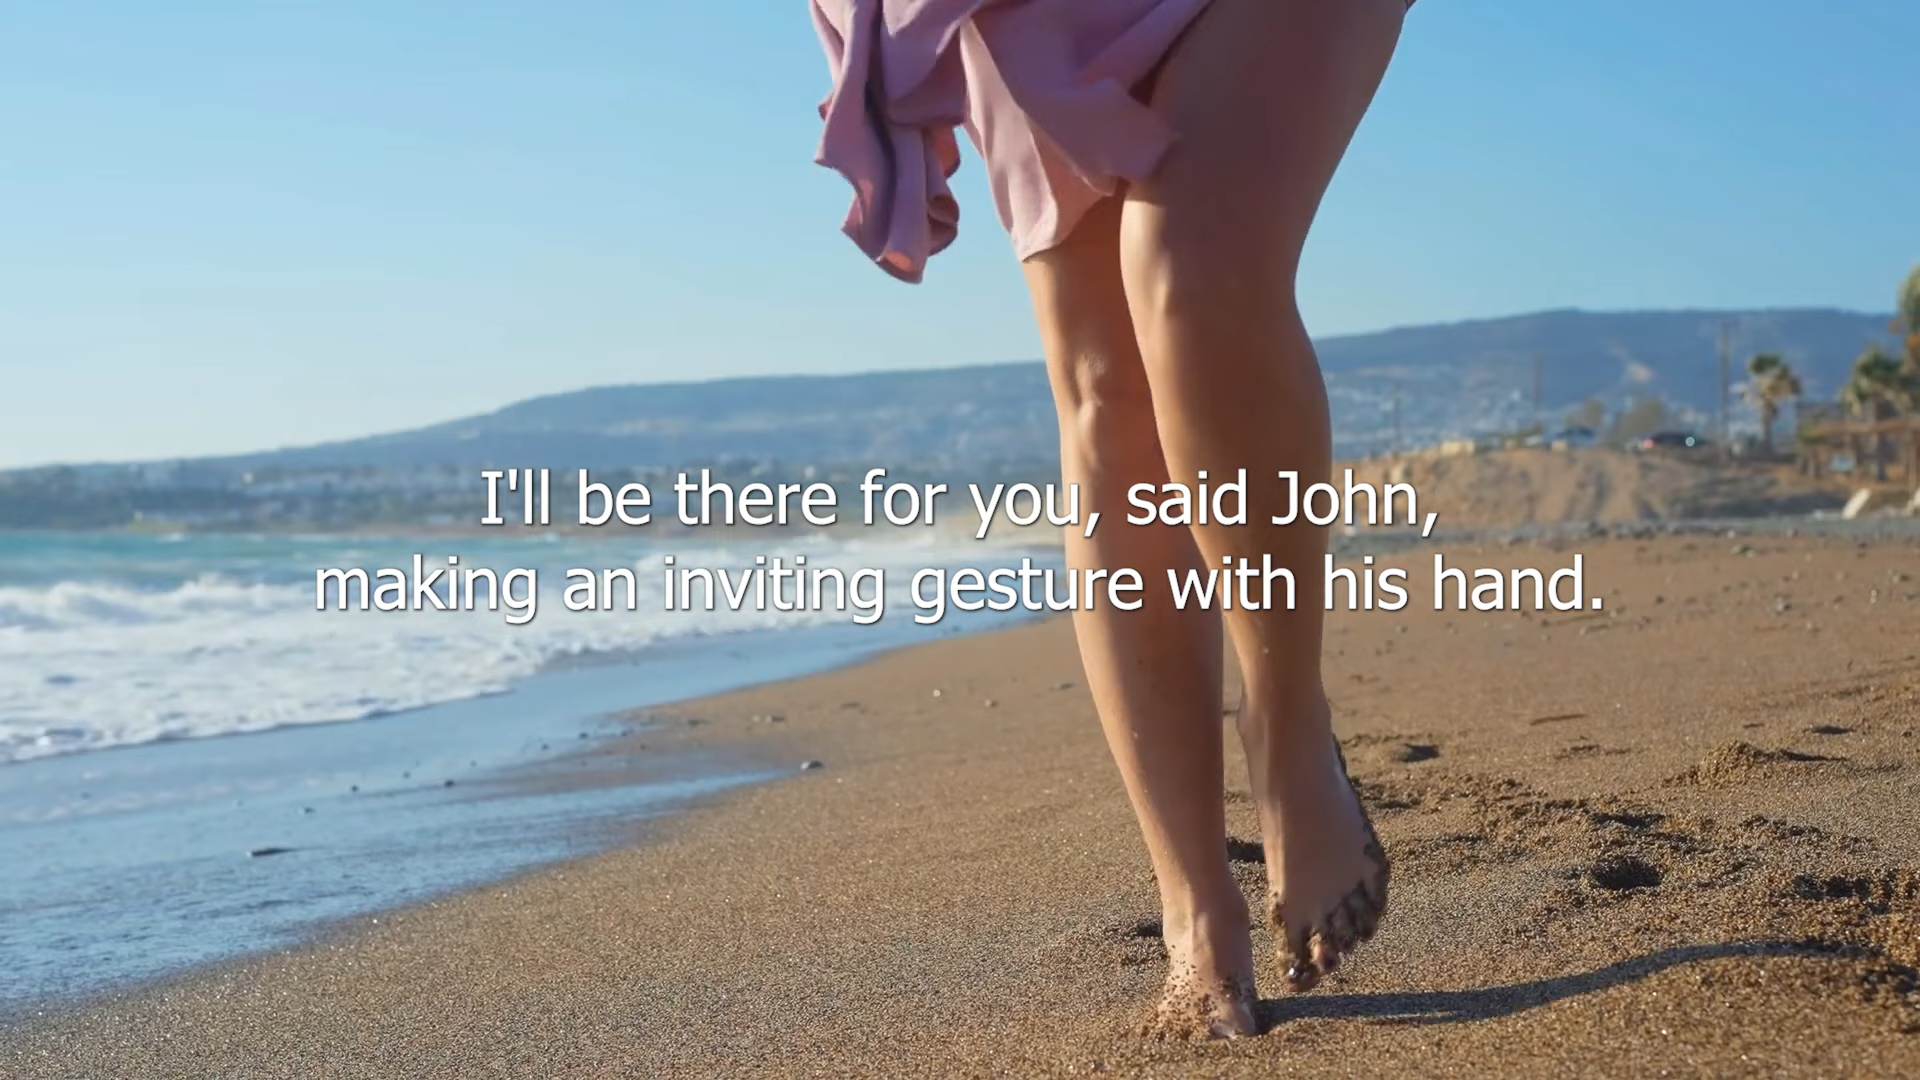 I'll be there for you, said John,
making an inviting gesture with his hand.